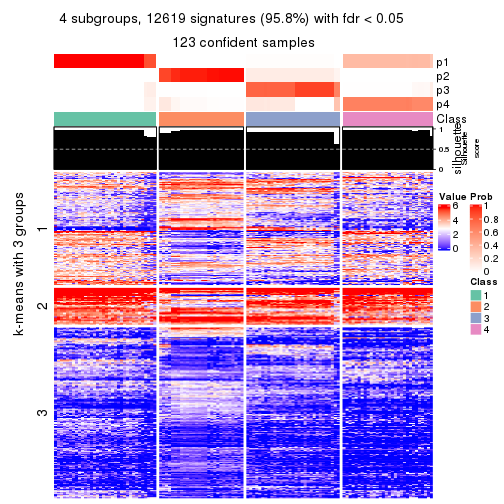 4 subgroups, 12619 signatures (95.8%) with fdr < 0.05
123 confident samples
p1
p2
p3
p4
Class
1
0.5
0
silhouette
Silhouette
score
k-means with 3 groups
1
2
3
Value
6
4
2
0
Prob
1
0.8
0.6
0.4
0.2
0
Class
1
2
3
4